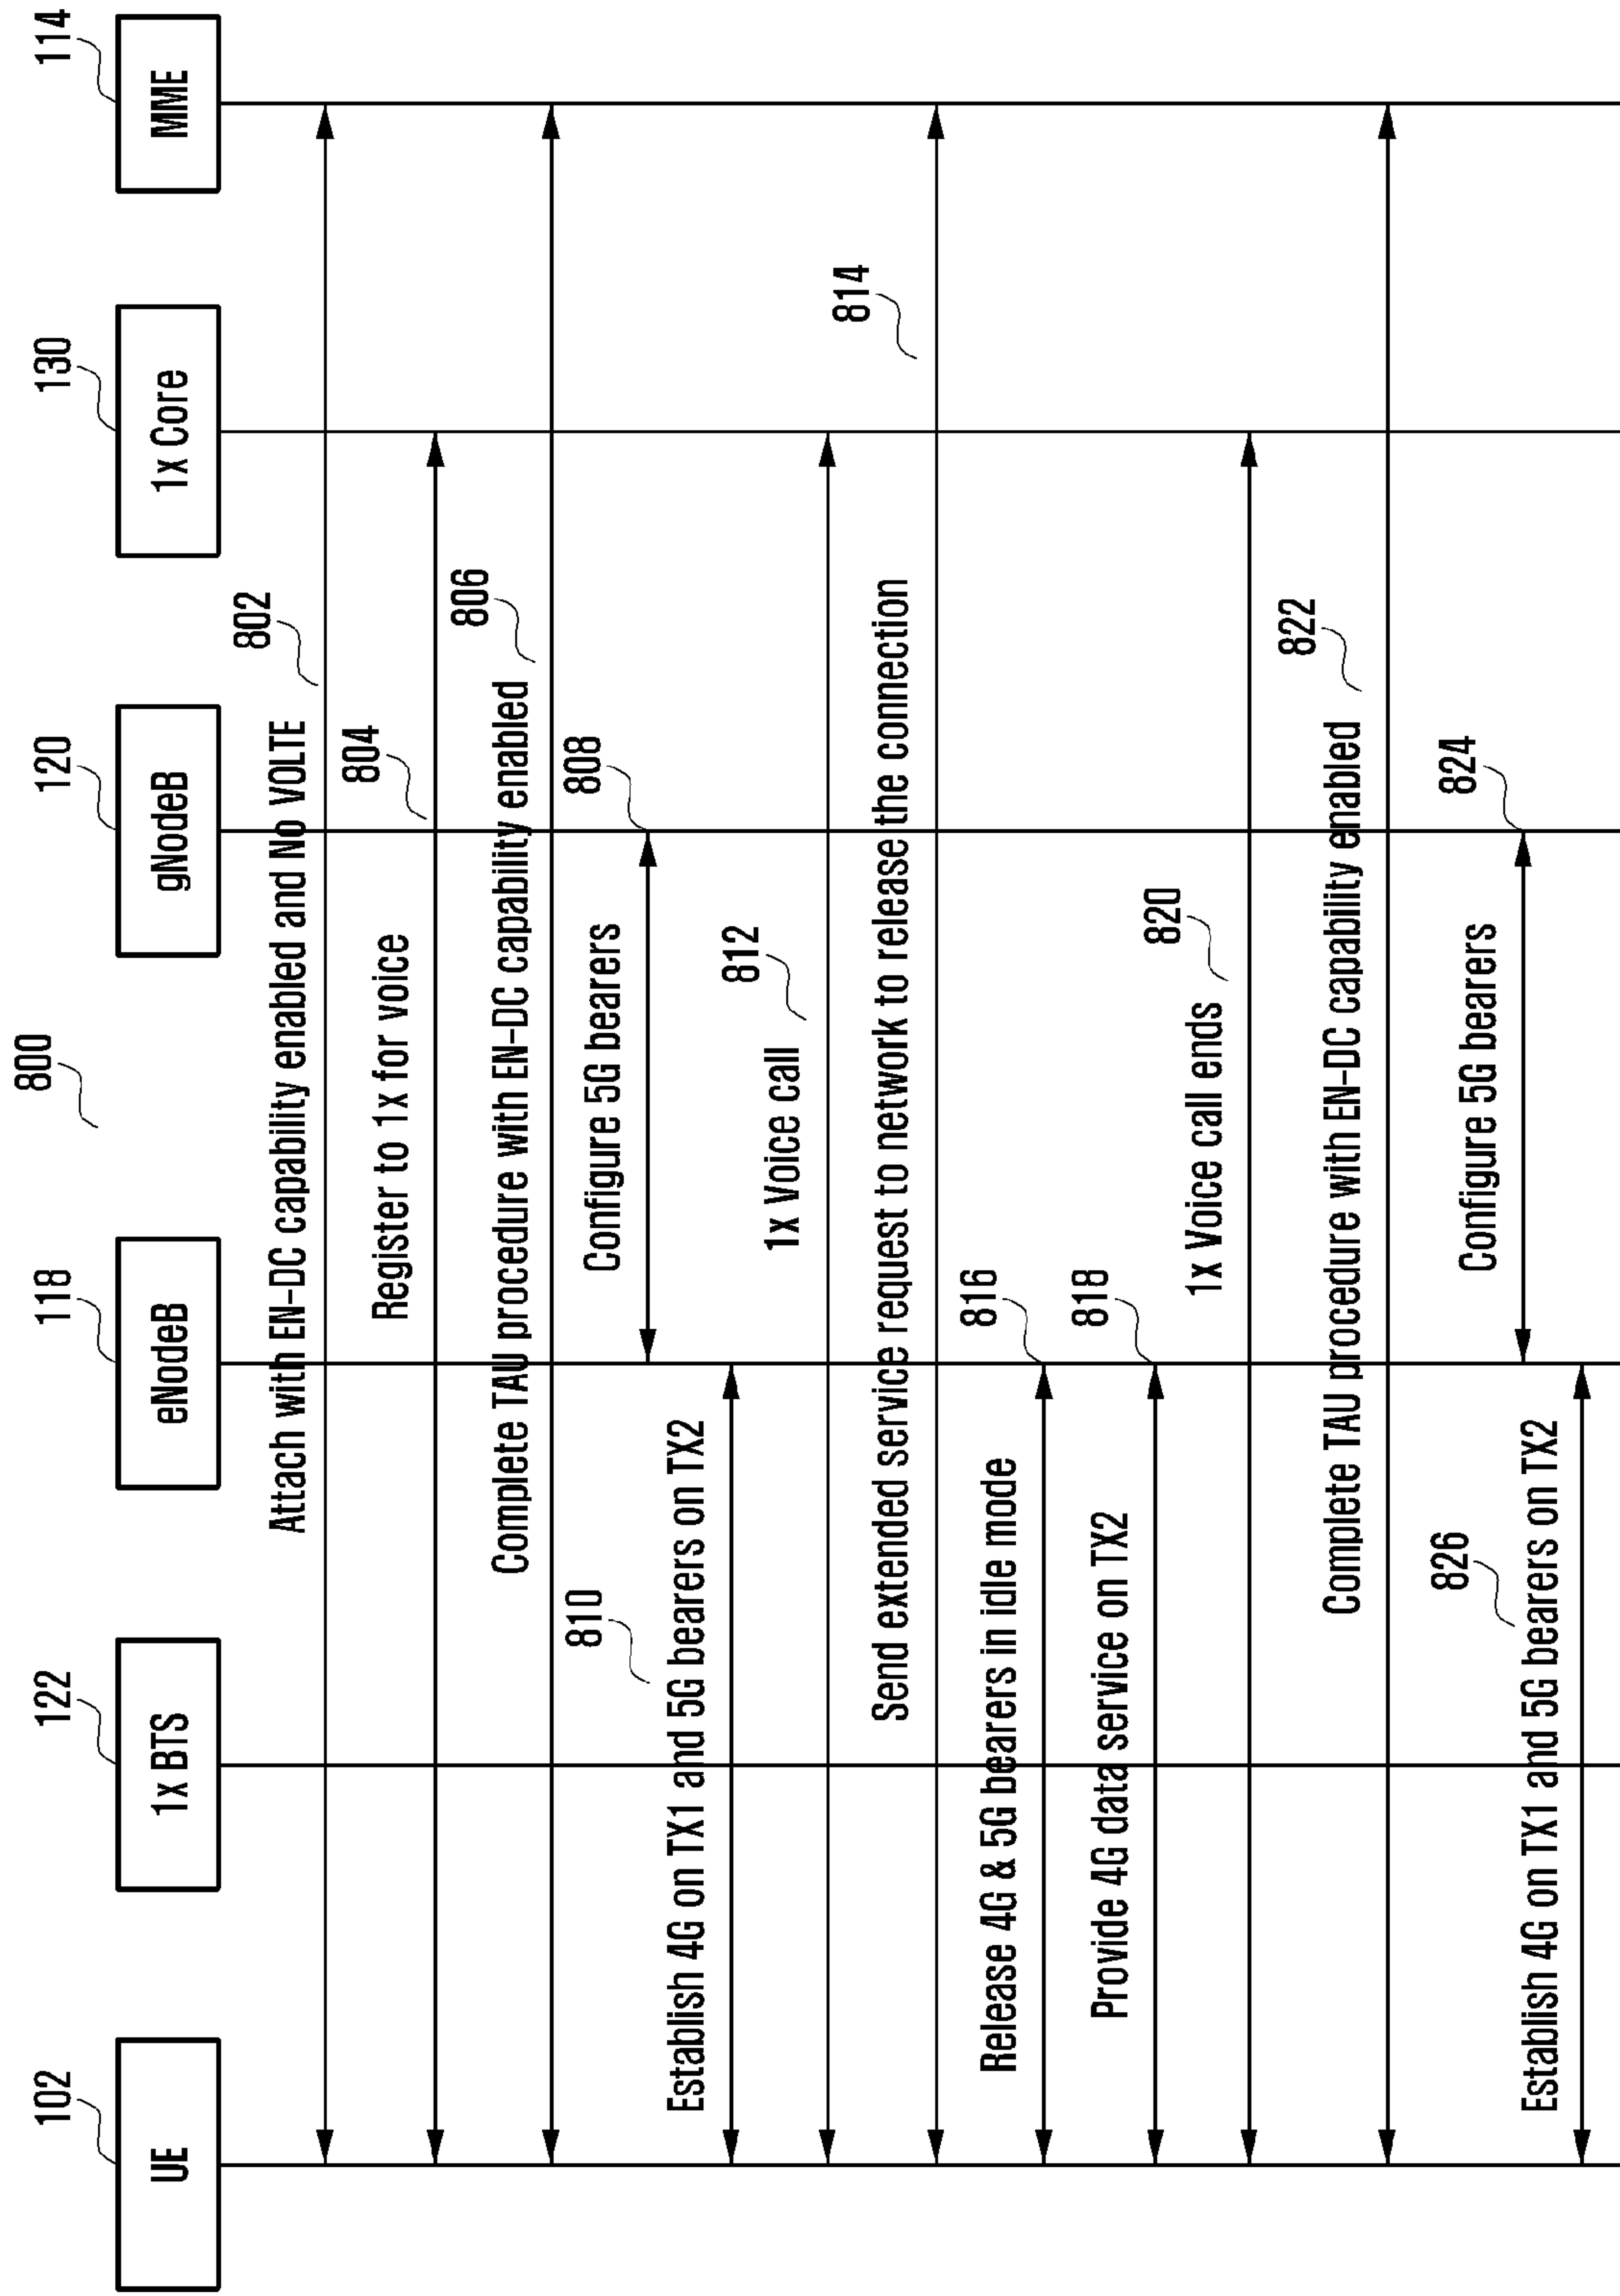 800
102
122
118
120
130
114
UE
1x BTS
eNodeB
gNodeB
1x Core
MME
Attach with EN-DC capability enabled and No VOLTE
802
Register to 1x for voice
804
Complete TAU procedure with EN-DC capability enabled
806
Configure 5G bearers
808
810
Establish 4G on TX1 and 5G bearers on TX2
1x Voice call
812
Send extended service request to network to release the connection
814
Release 4G & 5G bearers in idle mode
816
Provide 4G data service on TX2
818
1x Voice call ends
820
Complete TAU procedure with EN-DC capability enabled
822
Configure 5G bearers
824
Establish 4G on TX1 and 5G bearers on TX2
826